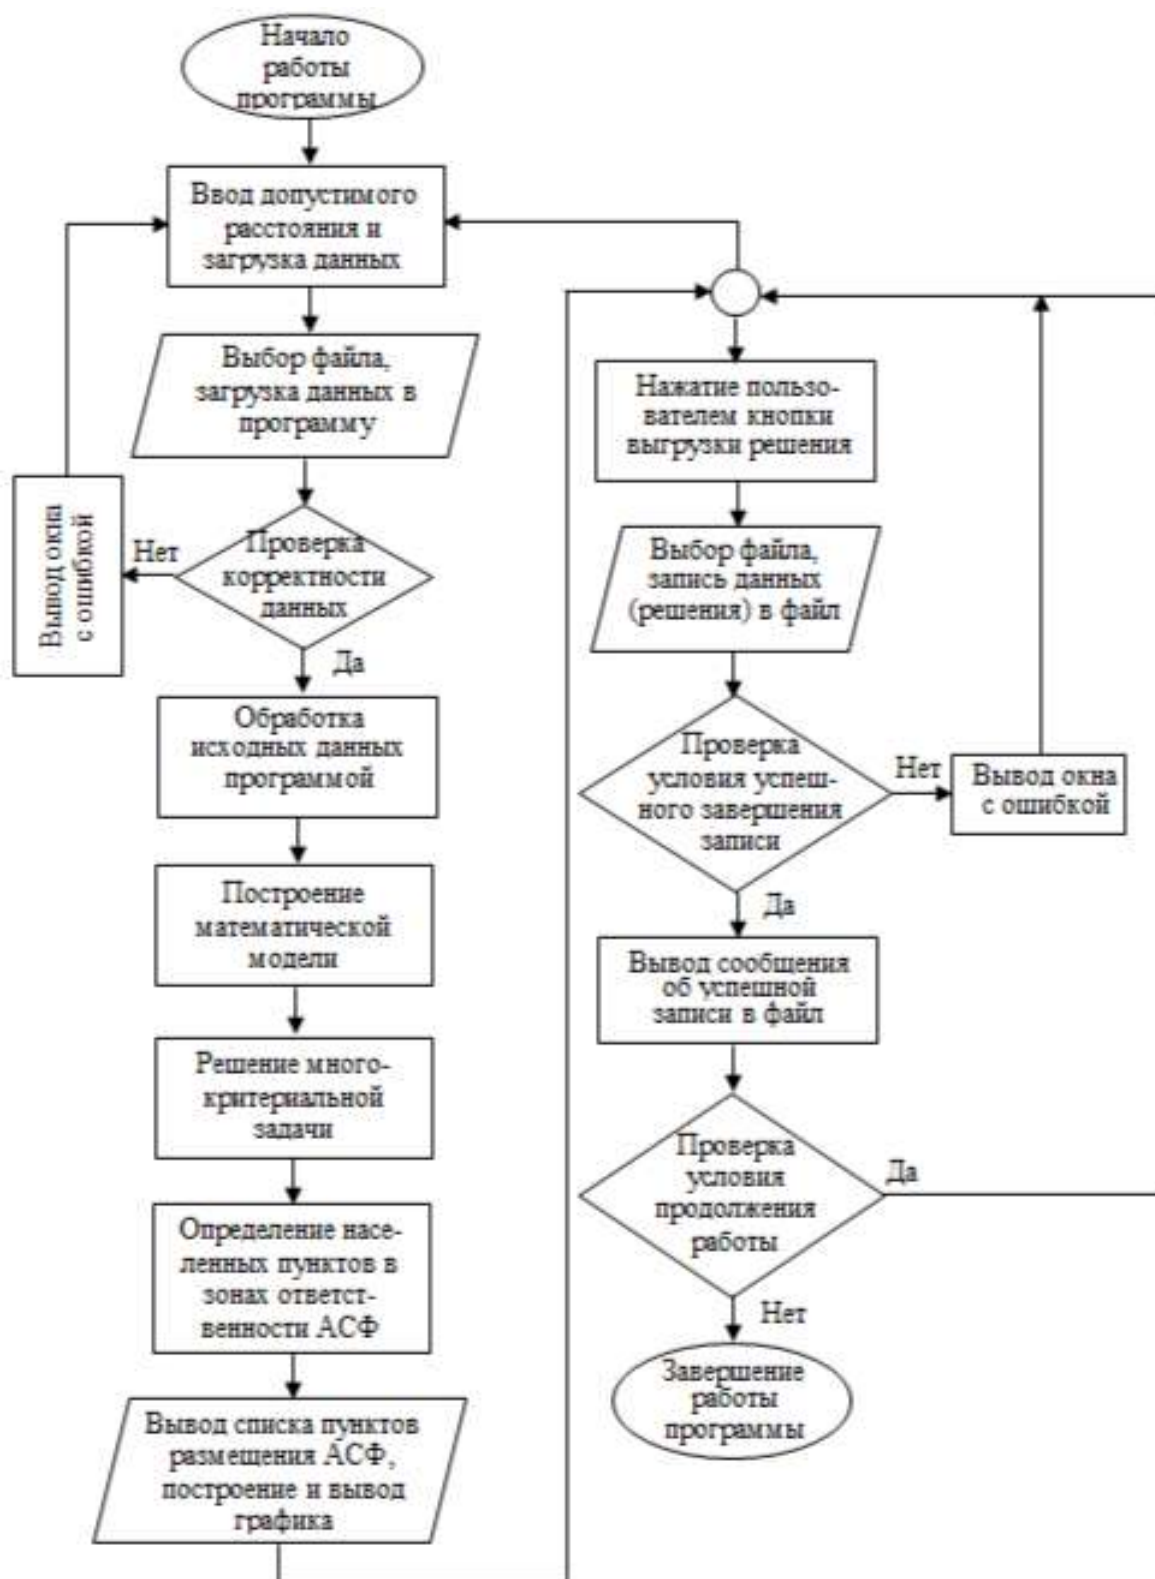 Начало
работы
программы
Ввод допустимого
расстояния и
загрузка данных
Выбор файла,
загрузка данных в
программу
Проверка
корректности
данных
Нет
Вывод окна
с ошибкой
Да
Обработка
исходных данных
программой
Построение
математической
модели
Решение много-
критериальной
задачи
Определение насе-
ленных пунктов в
зонах ответст-
венности АСФ
Вывод списка пунктов
размещения АСФ,
построение и вывод
графика
Нажатие пользо-
вателем кнопки
выгрузки решения
Выбор файла,
запись данных
(решения) в файл
Проверка
условия успеш-
ного завершения
записи
Нет
Вывод окна
с ошибкой
Да
Вывод сообщения
об успешной
записи в файл
Проверка
условия
продолжения
работы
Да
Нет
Завершение
работы
программы